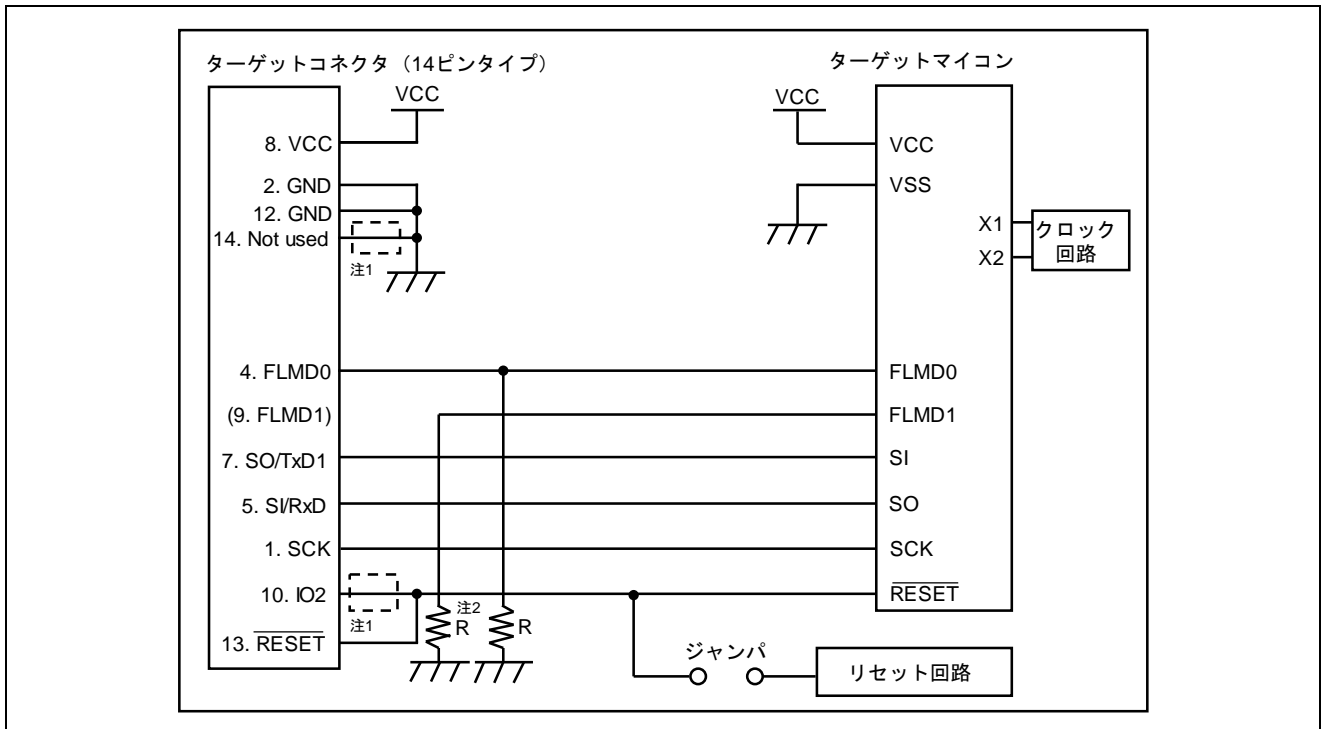 ターゲットコネクタ（14ピンタイプ）
ターゲットマイコン
VCC
VCC
8. VCC
2. GND
12. GND
14. Not used
注1
VCC
VSS
X1
X2
クロック
回路
4. FLMD0
(9. FLMD1)
7. SO/TxD1
5. SI/RxD
1. SCK
10. IO2
13. RESET
注1
注2
R
R
FLMD0
FLMD1
SI
SO
SCK
RESET
ジャンパ
リセット回路